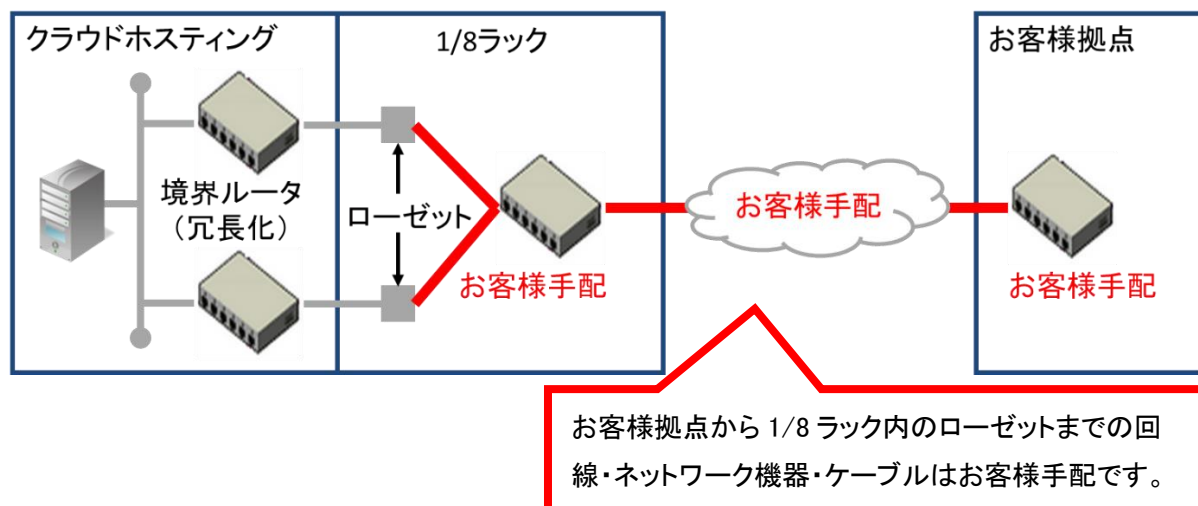 クラウドホスティング
1/8ラック
お客様拠点
境界ルータ
（冗長化）
ローゼット
お客様手配
お客様手配
お客様手配
お客様拠点から 1/8 ラック内のローゼットまでの回
線・ネットワーク機器・ケーブルはお客様手配です。